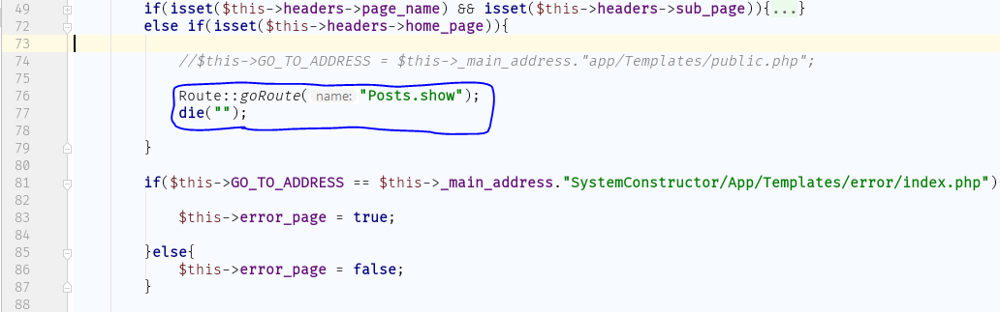 49 if(isset($this->headers->page_name) && isset($this->headers->sub_page)){...}
72 else if(isset($this->headers->home_page)){
73
74 //$this->GO_TO_ADDRESS = $this->_main_address."app/Templates/public.php";
75
76 Route::goRoute( name: "Posts.show");
77 die("");
78
79 }
80
81 if($this->GO_TO_ADDRESS == $this->_main_address."SystemConstructor/App/Templates/error/index.php")
82
83 $this->error_page = true;
84
85 }else{
86 $this->error_page = false;
87 }
88